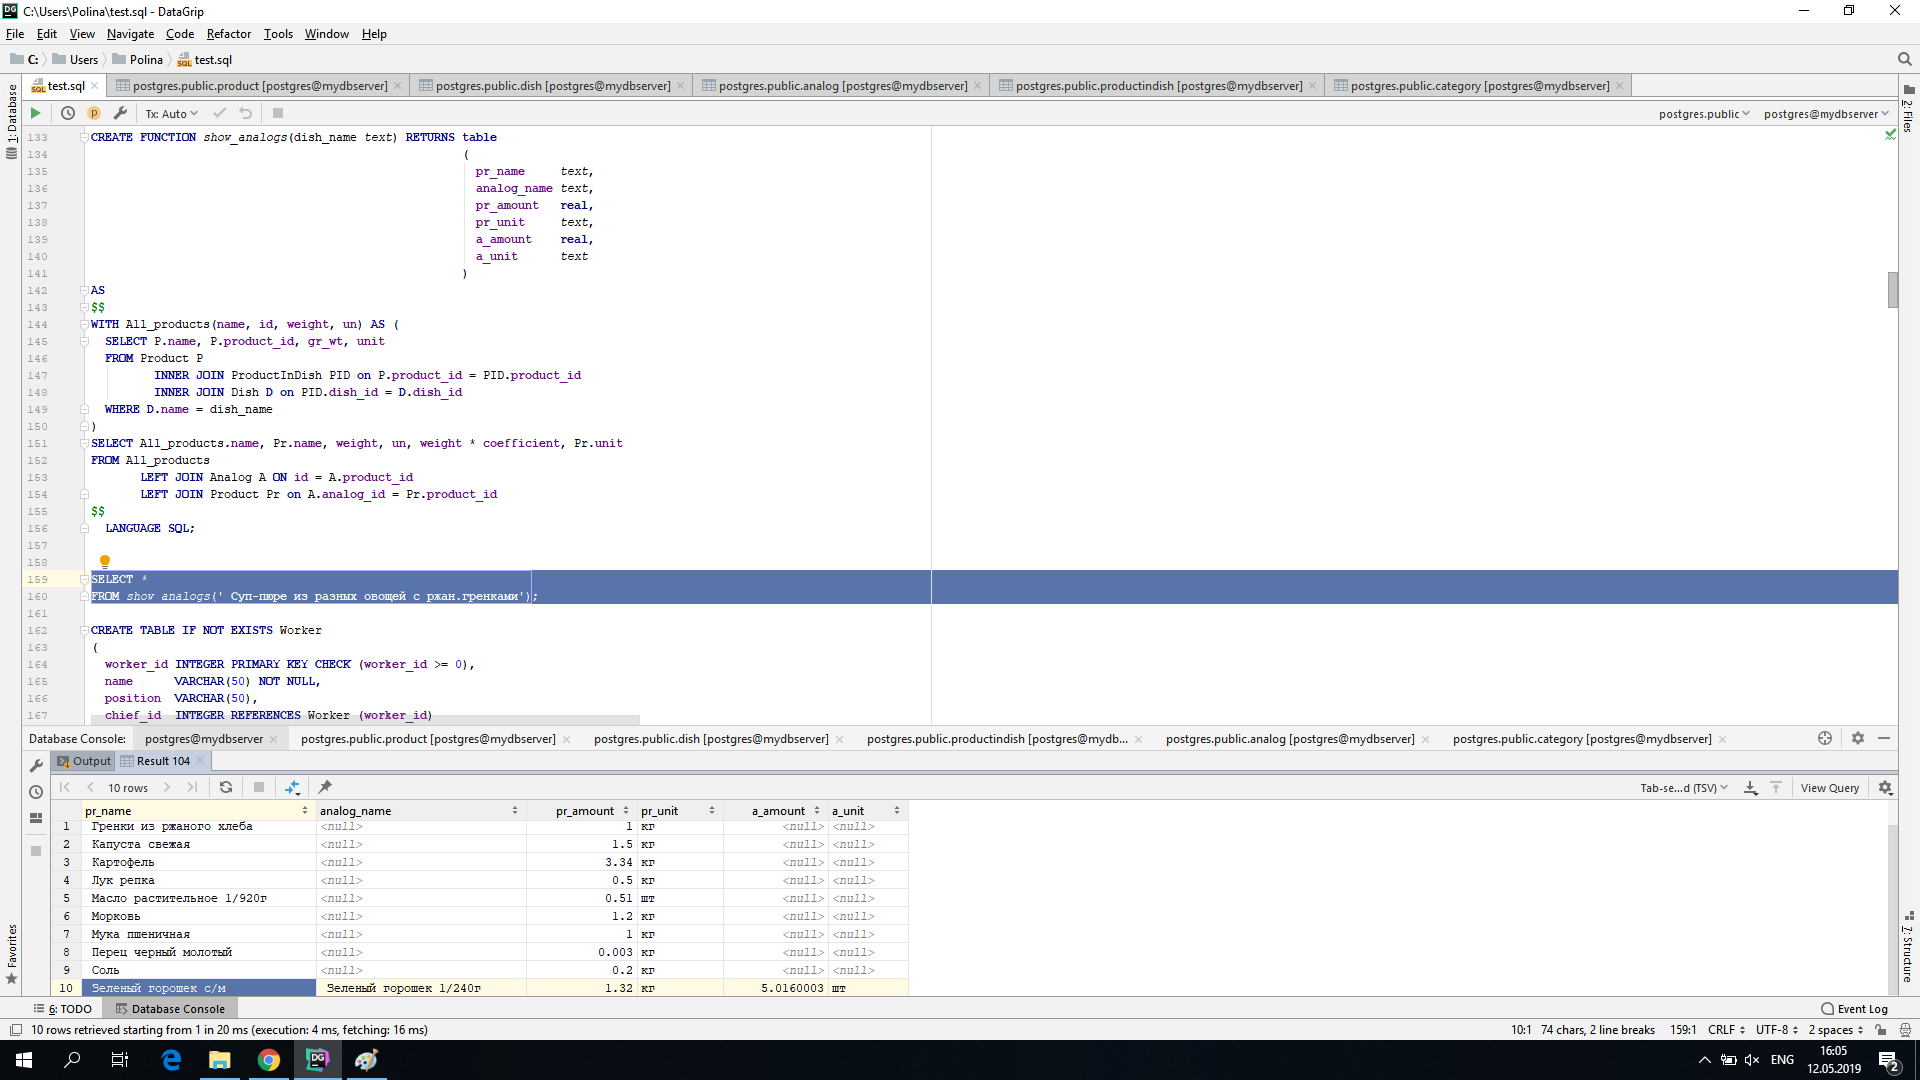 C:\Users\Polina\test.sql - DataGrip
File Edit View Navigate Code Refactor Tools Window Help
C: Users Polina test.sql
test.sql postgres.public.product [postgres@mydbserver] postgres.public.dish [postgres@mydbserver] postgres.public.analog [postgres@mydbserver] postgres.public.productindish [postgres@mydbserver] postgres.public.category [postgres@mydbserver]
Tx: Auto postgres.public postgres@mydbserver
1: Database
2: Files
133 CREATE FUNCTION show_analogs(dish_name text) RETURNS table
134 (
135 pr_name text,
136 analog_name text,
137 pr_amount real,
138 pr_unit text,
139 a_amount real,
140 a_unit text
141 )
142 AS
143 $$
144 WITH All_products(name, id, weight, un) AS (
145 SELECT P.name, P.product_id, gr_wt, unit
146 FROM Product P
147 INNER JOIN ProductInDish PID on P.product_id = PID.product_id
148 INNER JOIN Dish D on PID.dish_id = D.dish_id
149 WHERE D.name = dish_name
150 )
151 SELECT All_products.name, Pr.name, weight, un, weight * coefficient, Pr.unit
152 FROM All_products
153 LEFT JOIN Analog A ON id = A.product_id
154 LEFT JOIN Product Pr on A.analog_id = Pr.product_id
155 $$
156 LANGUAGE SQL;
157
158
159 SELECT *
160 FROM show_analogs(' Суп-пюре из разных овощей с ржан.гренками');
161
162 CREATE TABLE IF NOT EXISTS Worker
163 (
164 worker_id INTEGER PRIMARY KEY CHECK (worker_id >= 0),
165 name VARCHAR(50) NOT NULL,
166 position VARCHAR(50),
167 chief_id INTEGER REFERENCES Worker (worker_id)
Database Console: postgres@mydbserver postgres.public.product [postgres@mydbserver] postgres.public.dish [postgres@mydbserver] postgres.public.productindish [postgres@mydb... postgres.public.analog [postgres@mydbserver] postgres.public.category [postgres@mydbserver]
Output Result 104
10 rows Tab-se...d (TSV) View Query
pr_name analog_name pr_amount pr_unit a_amount a_unit
1 Гренки из ржаного хлеба <null> 1 кг <null> <null>
2 Капуста свежая <null> 1.5 кг <null> <null>
3 Картофель <null> 3.34 кг <null> <null>
4 Лук репка <null> 0.5 кг <null> <null>
5 Масло растительное 1/920г <null> 0.51 шт <null> <null>
6 Морковь <null> 1.2 кг <null> <null>
7 Мука пшеничная <null> 1 кг <null> <null>
8 Перец черный молотый <null> 0.003 кг <null> <null>
9 Соль <null> 0.2 кг <null> <null>
10 Зеленый горошек с/м Зеленый горошек 1/240г 1.32 кг 5.0160003 шт
Favorites
7: Structure
6: TODO Database Console Event Log
10 rows retrieved starting from 1 in 20 ms (execution: 4 ms, fetching: 16 ms) 10:1 74 chars, 2 line breaks 159:1 CRLF UTF-8 2 spaces
ENG 16:05
12.05.2019 2